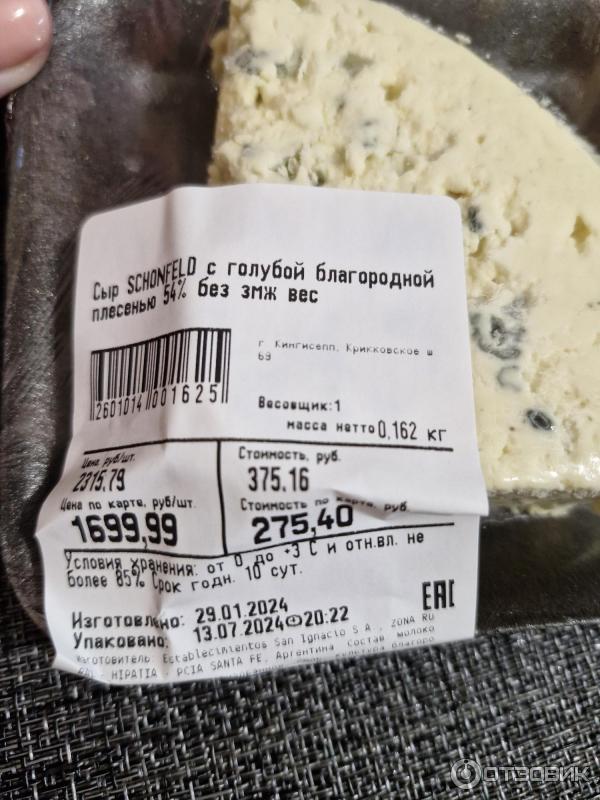 Сыр SCHONFELD с голубой благородной
плесенью 54% без змж вес
г Кингисепп, Крикковское ш
69
2601014 001625
Весовщик:1
масса нетто 0,162 кг
Цена руб/шт.
2315,79
Стоимость, руб.
375.16
Цена по карте, руб/шт.
1699,99
Стоимость по карте, руб
275,40
Условия хранения: от 0 до +3 С и отн.вл. не
более 85% Срок годн. 10 сут.
Изготовлено: 29.01.2024
Упаковано: 13.07.2024 20:22
EAC
Изготовитель Establecimientos San Ignacio S A., ZONA RU
HIPATIA - PCIA SANTA FE, Аргентина Состав молоко
культура благоро
ОТЗОВИК